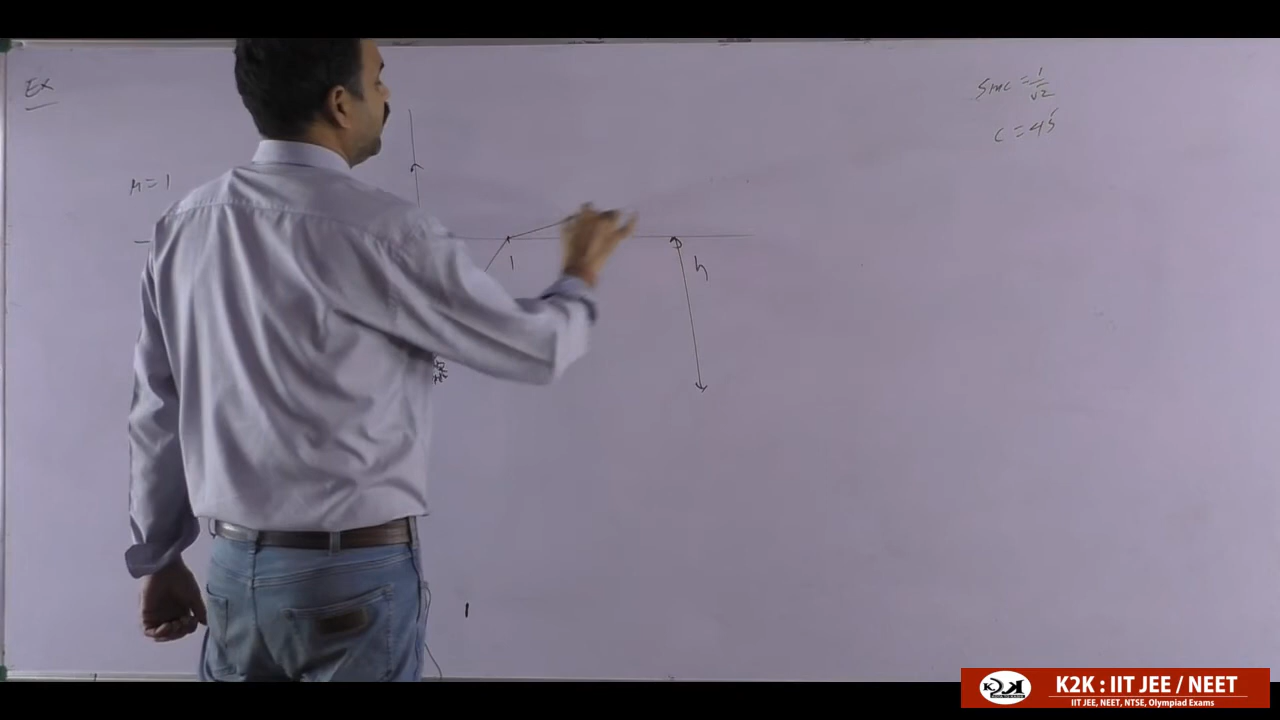 Ex
sinc = 1/√2
c = 45°
μ = 1
1
h
K2K : IIT JEE / NEET
IIT JEE, NEET, NTSE, Olympiad Exams